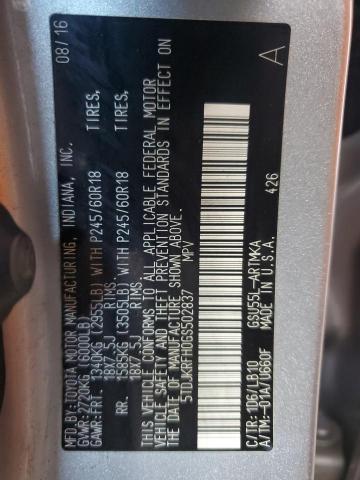 MFD. BY: TOYOTA MOTOR MANUFACTURING, INDIANA, INC. 08/16
GVWR: 2720KG (6000LB)
GAWR: FRT. 1340KG (2955LB) WITH P245/60R18 TIRES,
18X7.5J RIMS
RR. 1585KG (3505LB) WITH P245/60R18 TIRES,
18X7.5J RIMS
THIS VEHICLE CONFORMS TO ALL APPLICABLE FEDERAL MOTOR
VEHICLE SAFETY AND THEFT PREVENTION STANDARDS IN EFFECT
ON THE DATE OF MANUFACTURE SHOWN ABOVE.
5TDJKRFH0GS502837 MPV
A
C/TR: 1D6/LB10 GSU55L-ARTMKA
A/TM: -01A/U660F MADE IN U.S.A. 426